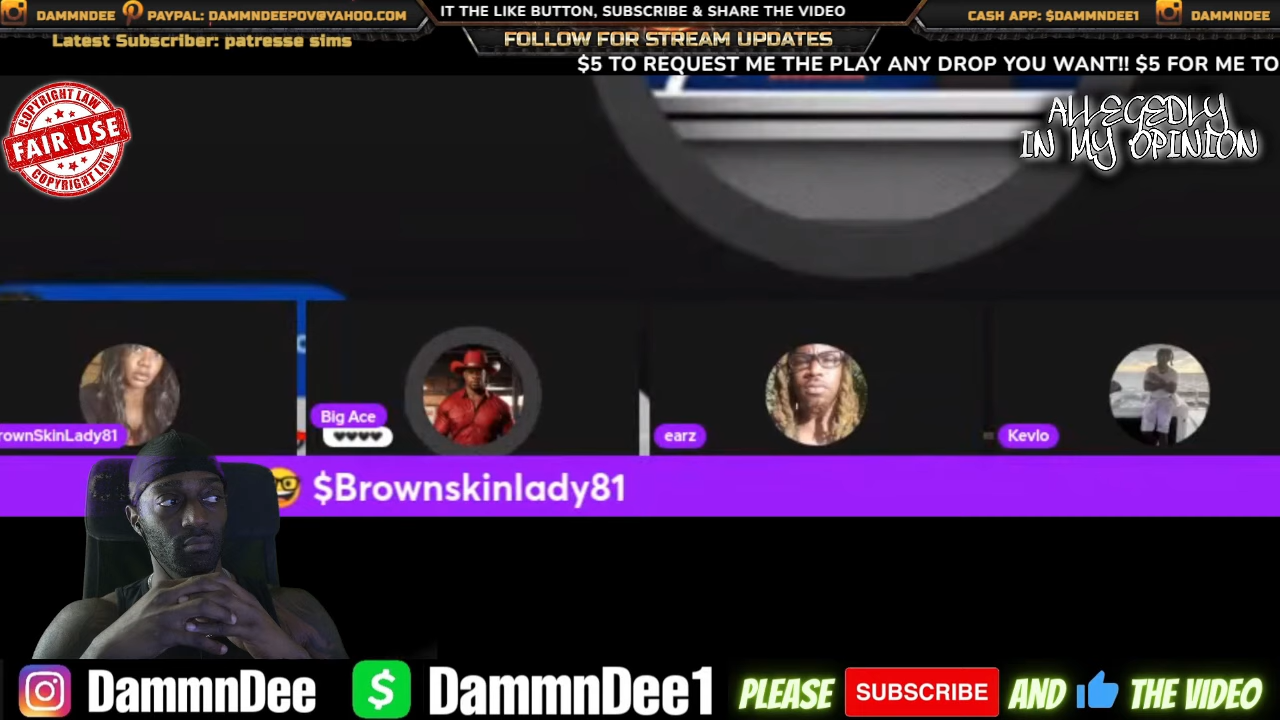 DAMMNDEE PAYPAL: DAMMNDEEPOV@YAHOO.COM
IT THE LIKE BUTTON, SUBSCRIBE & SHARE THE VIDEO
CASH APP: $DAMMNDEE1 DAMMNDEE
Latest Subscriber: patresse sims
FOLLOW FOR STREAM UPDATES
$5 TO REQUEST ME THE PLAY ANY DROP YOU WANT!! $5 FOR ME TO
COPYRIGHT LAW
FAIR USE
COPYRIGHT LAW
ALLEGEDLY
IN MY OPINION
rownSkinLady81
Big Ace
earz
Kevlo
$Brownskinlady81
DammnDee
$ DammnDee1
PLEASE SUBSCRIBE AND THE VIDEO